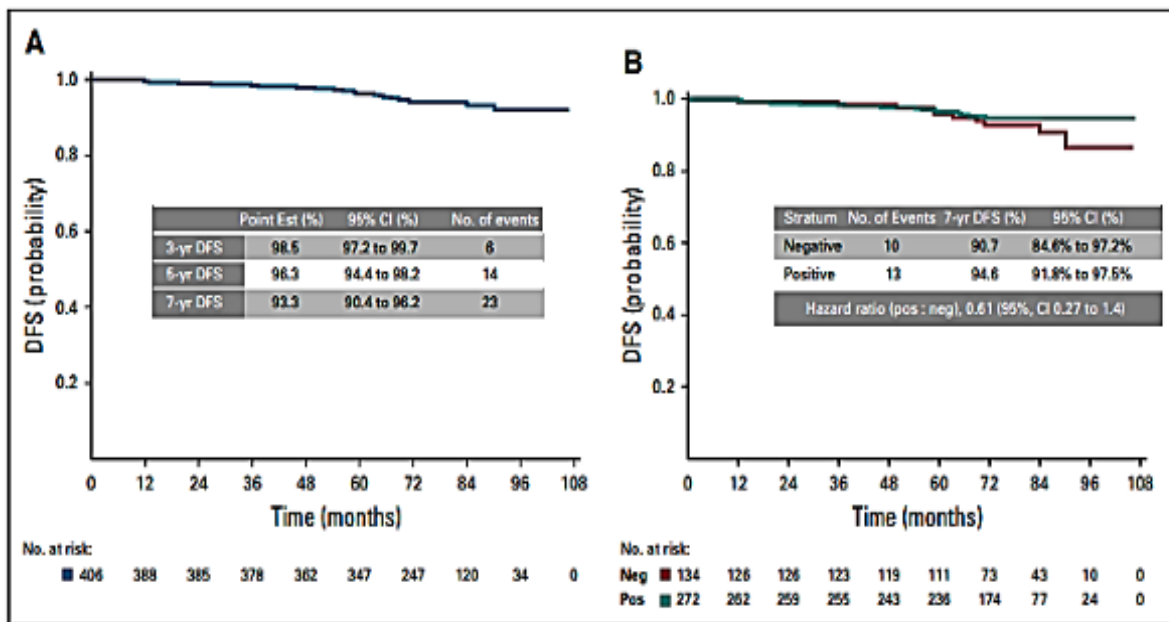 A
DFS (probability)
1.0
0.8
0.6
0.4
0.2
Point Est (%) 95% CI (%) No. of events
3-yr DFS 98.5 97.2 to 99.7 6
5-yr DFS 96.3 94.4 to 98.2 14
7-yr DFS 93.3 90.4 to 96.2 23
0 12 24 36 48 60 72 84 96 108
Time (months)
No. at risk:
406 388 385 378 362 347 247 120 34 0
B
DFS (probability)
1.0
0.8
0.6
0.4
0.2
Stratum No. of Events 7-yr DFS (%) 95% CI (%)
Negative 10 90.7 84.6% to 97.2%
Positive 13 94.6 91.8% to 97.5%
Hazard ratio (pos : neg), 0.61 (95%, CI 0.27 to 1.4)
0 12 24 36 48 60 72 84 96 108
Time (months)
No. at risk:
Neg 134 126 126 123 119 111 73 43 10 0
Pos 272 262 259 255 243 236 174 77 24 0